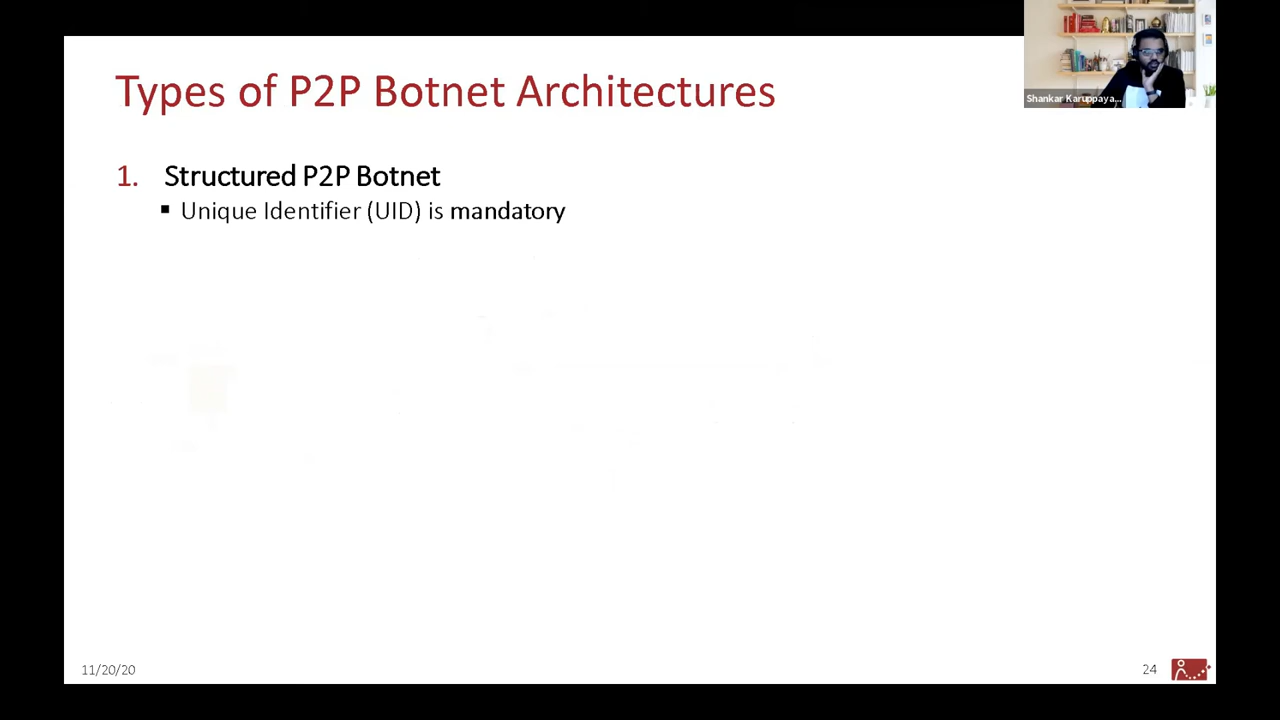 Types of P2P Botnet Architectures
Shankar Karuppaya...
1. Structured P2P Botnet
▪ Unique Identifier (UID) is mandatory
11/20/20
24